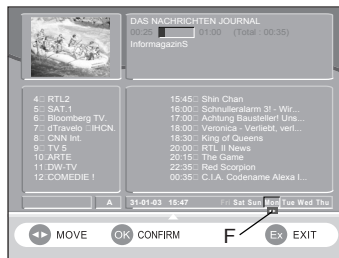 DAS NACHRICHTEN JOURNAL
00:25 01:00 (Total : 00:35)
InformagazinS
4 RTL2
5 SAT.1
6 Bloomberg TV.
7 dTravelo IHCN.
8 CNN Int.
9 TV 5
10 ARTE
11 DW-TV
12 COMEDIE !
15:45 Shin Chan
16:00 Schnulleralarm 3! - Wir...
17:00 Achtung Baustelle! Uns...
18:00 Veronica - Verliebt, verl...
18:30 King of Queens
20:00 RTL II News
20:15 The Game
22:35 Red Scorpion
00:35 C.I.A. Codename Alexa I...
A 31-01-03 15:47 Fri Sat Sun Mon Tue Wed Thu
MOVE OK CONFIRM F Ex EXIT